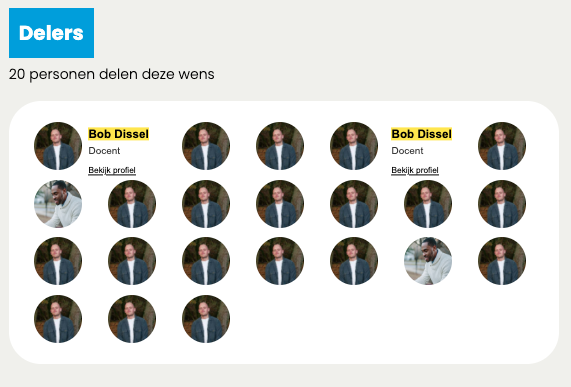 Delers
20 personen delen deze wens
Bob Dissel
Docent
Bekijk profiel
Bob Dissel
Docent
Bekijk profiel